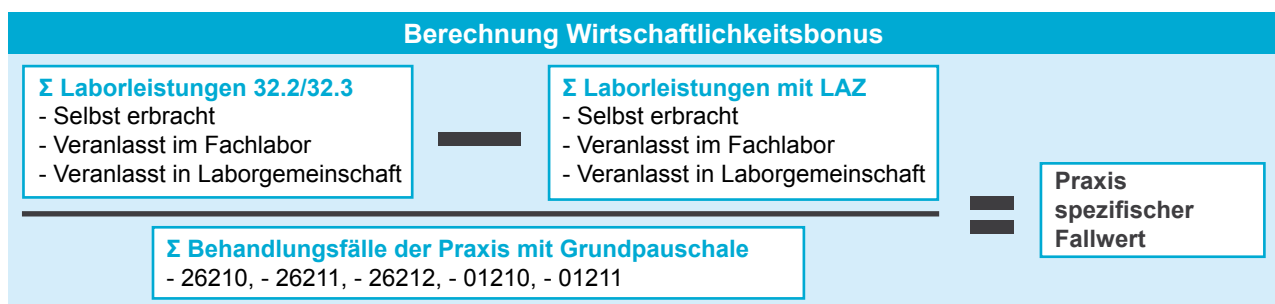 Berechnung Wirtschaftlichkeitsbonus
Σ Laborleistungen 32.2/32.3
- Selbst erbracht
- Veranlasst im Fachlabor
- Veranlasst in Laborgemeinschaft
Σ Laborleistungen mit LAZ
- Selbst erbracht
- Veranlasst im Fachlabor
- Veranlasst in Laborgemeinschaft
Σ Behandlungsfälle der Praxis mit Grundpauschale
- 26210, - 26211, - 26212, - 01210, - 01211
Praxis
spezifischer
Fallwert